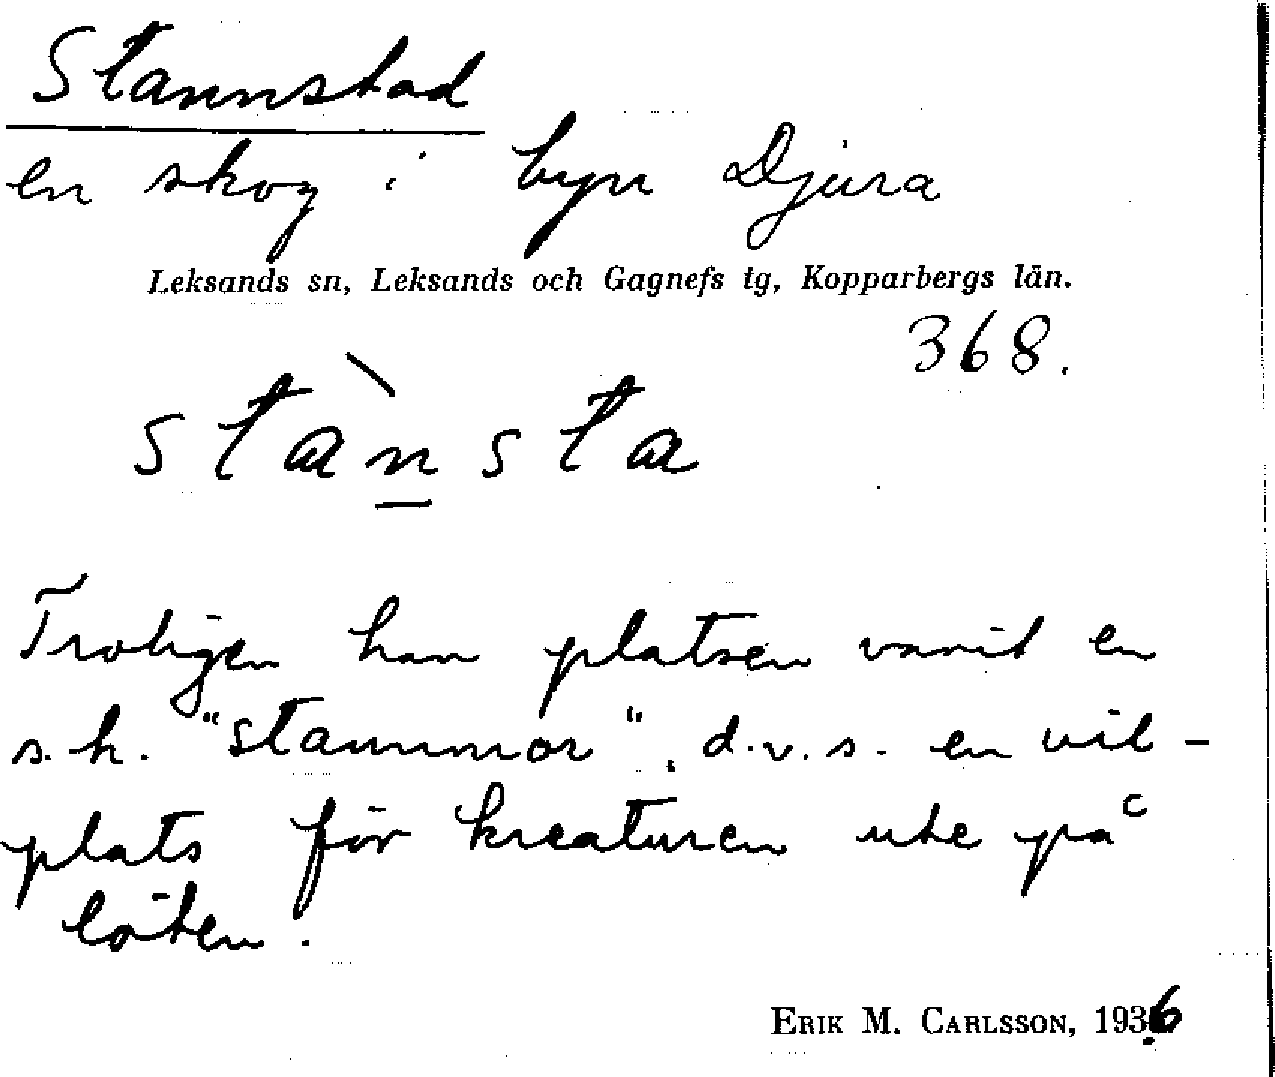 Stannstad
en skog i byn Djura
Leksands sn, Leksands och Gagnefs tg, Kopparbergs län.
368.
stànsta
Troligen har platsen varit en
s.k. "stammor", d.v.s. en vil-
plats för kreaturen ute på
löten.
ERIK M. CARLSSON, 1936